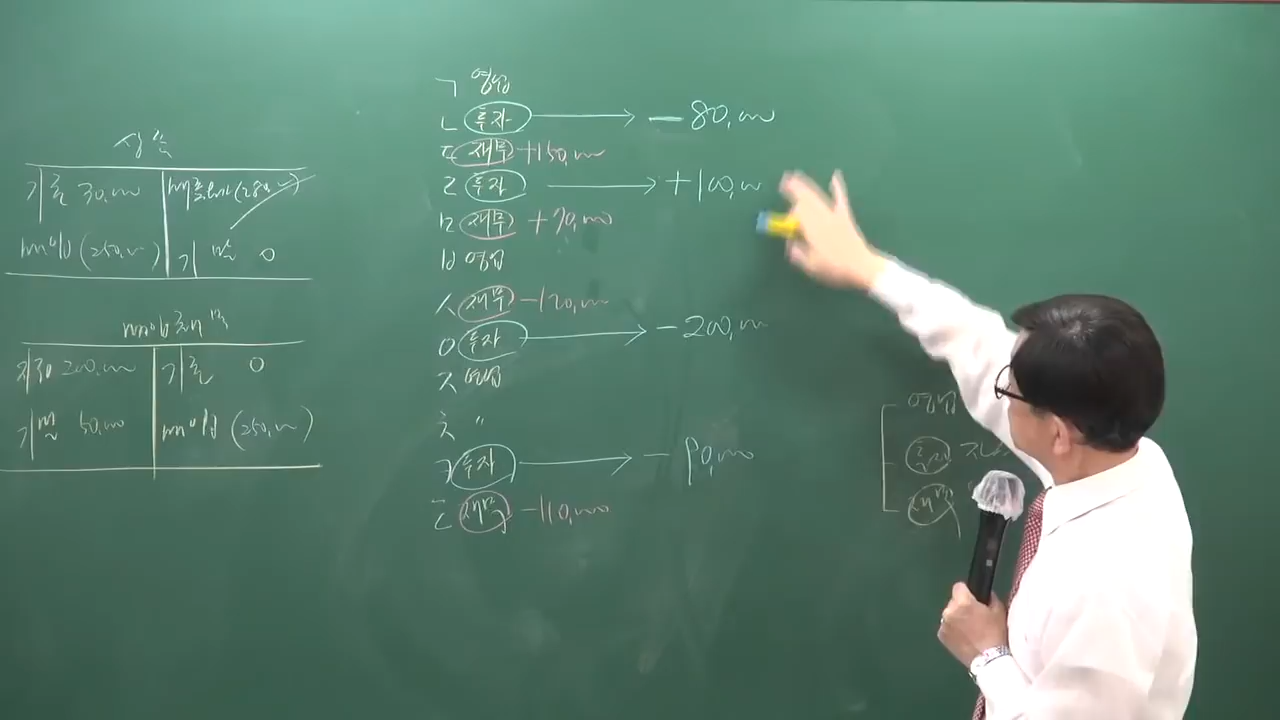 상품
기초 30,000 매출원가(280,000)
매입(250,000) 기말 0
매입채무
지급 200,000 기초 0
기말 50,000 매입(250,000)
ㄱ 영업
ㄴ 투자 → -80,000
ㄷ 재무 +150,000
ㄹ 투자 → +100,000
ㅁ 재무 +70,000
ㅂ 영업
ㅅ 재무 -120,000
ㅇ 투자 → -200,000
ㅈ 영업
ㅊ "
ㅋ 투자 → -90,000
ㅌ 재무 -110,000
영업
투자
재무